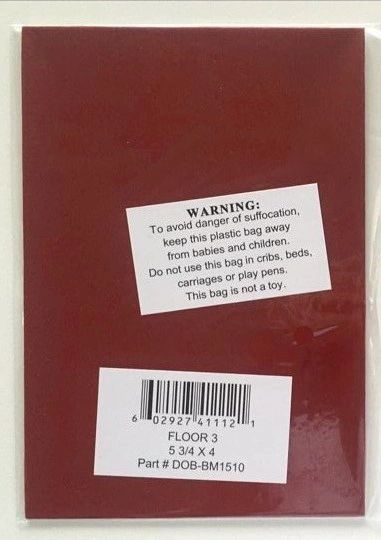 WARNING:
To avoid danger of suffocation,
keep this plastic bag away
from babies and children.
Do not use this bag in cribs, beds,
carriages or play pens.
This bag is not a toy.
6 02927 41112 1
FLOOR 3
5 3/4 X 4
Part # DOB-BM1510